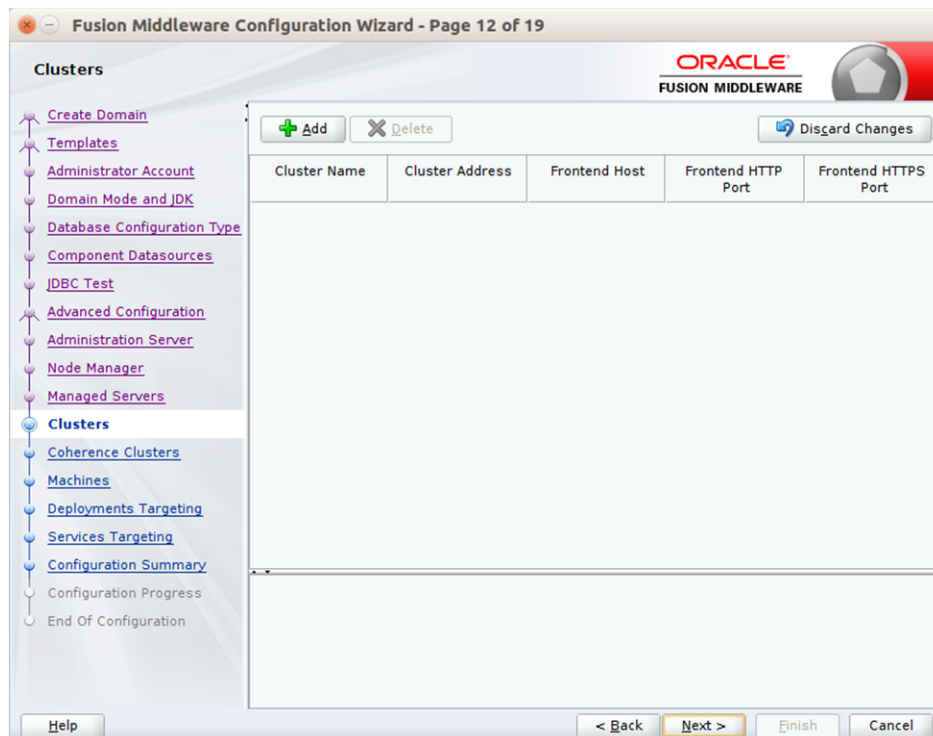 Fusion Middleware Configuration Wizard - Page 12 of 19
Clusters
ORACLE
FUSION MIDDLEWARE
Create Domain
Templates
Administrator Account
Domain Mode and JDK
Database Configuration Type
Component Datasources
JDBC Test
Advanced Configuration
Administration Server
Node Manager
Managed Servers
Clusters
Coherence Clusters
Machines
Deployments Targeting
Services Targeting
Configuration Summary
Configuration Progress
End Of Configuration
Add Delete Discard Changes
Cluster Name Cluster Address Frontend Host Frontend HTTP Port Frontend HTTPS Port
Help < Back Next > Finish Cancel